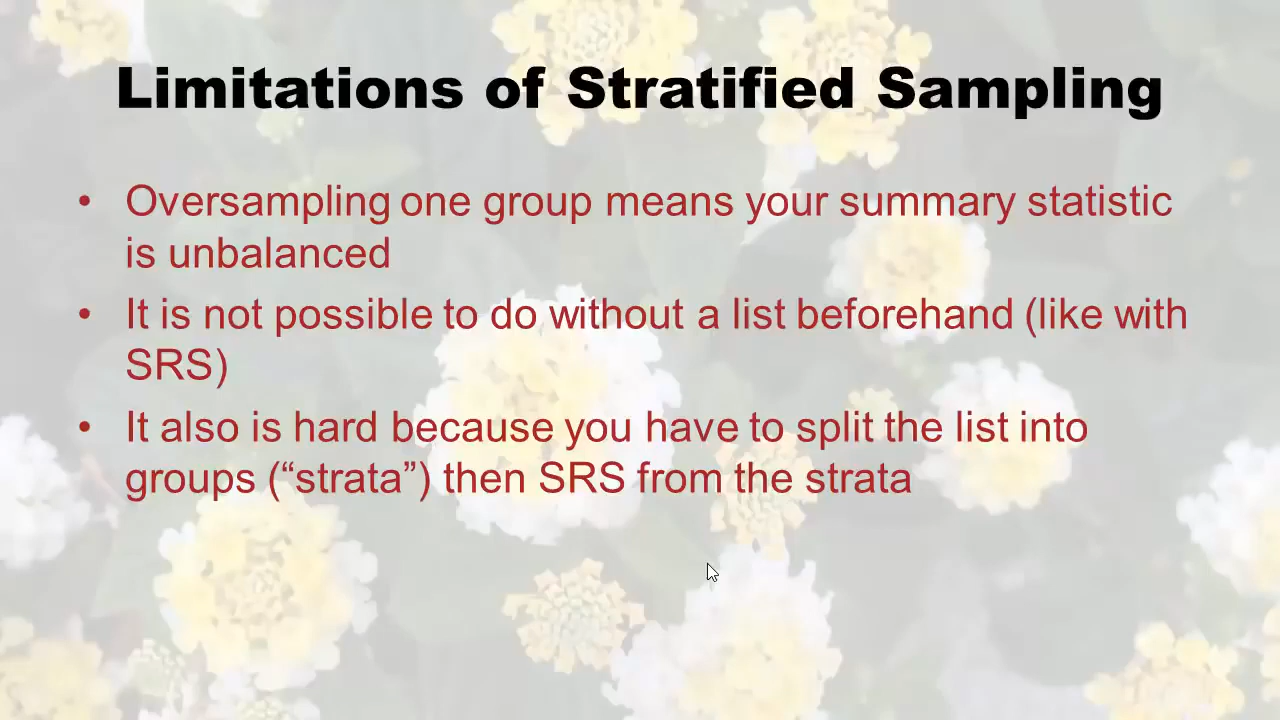 Limitations of Stratified Sampling
• Oversampling one group means your summary statistic
is unbalanced
• It is not possible to do without a list beforehand (like with
SRS)
• It also is hard because you have to split the list into
groups (“strata”) then SRS from the strata